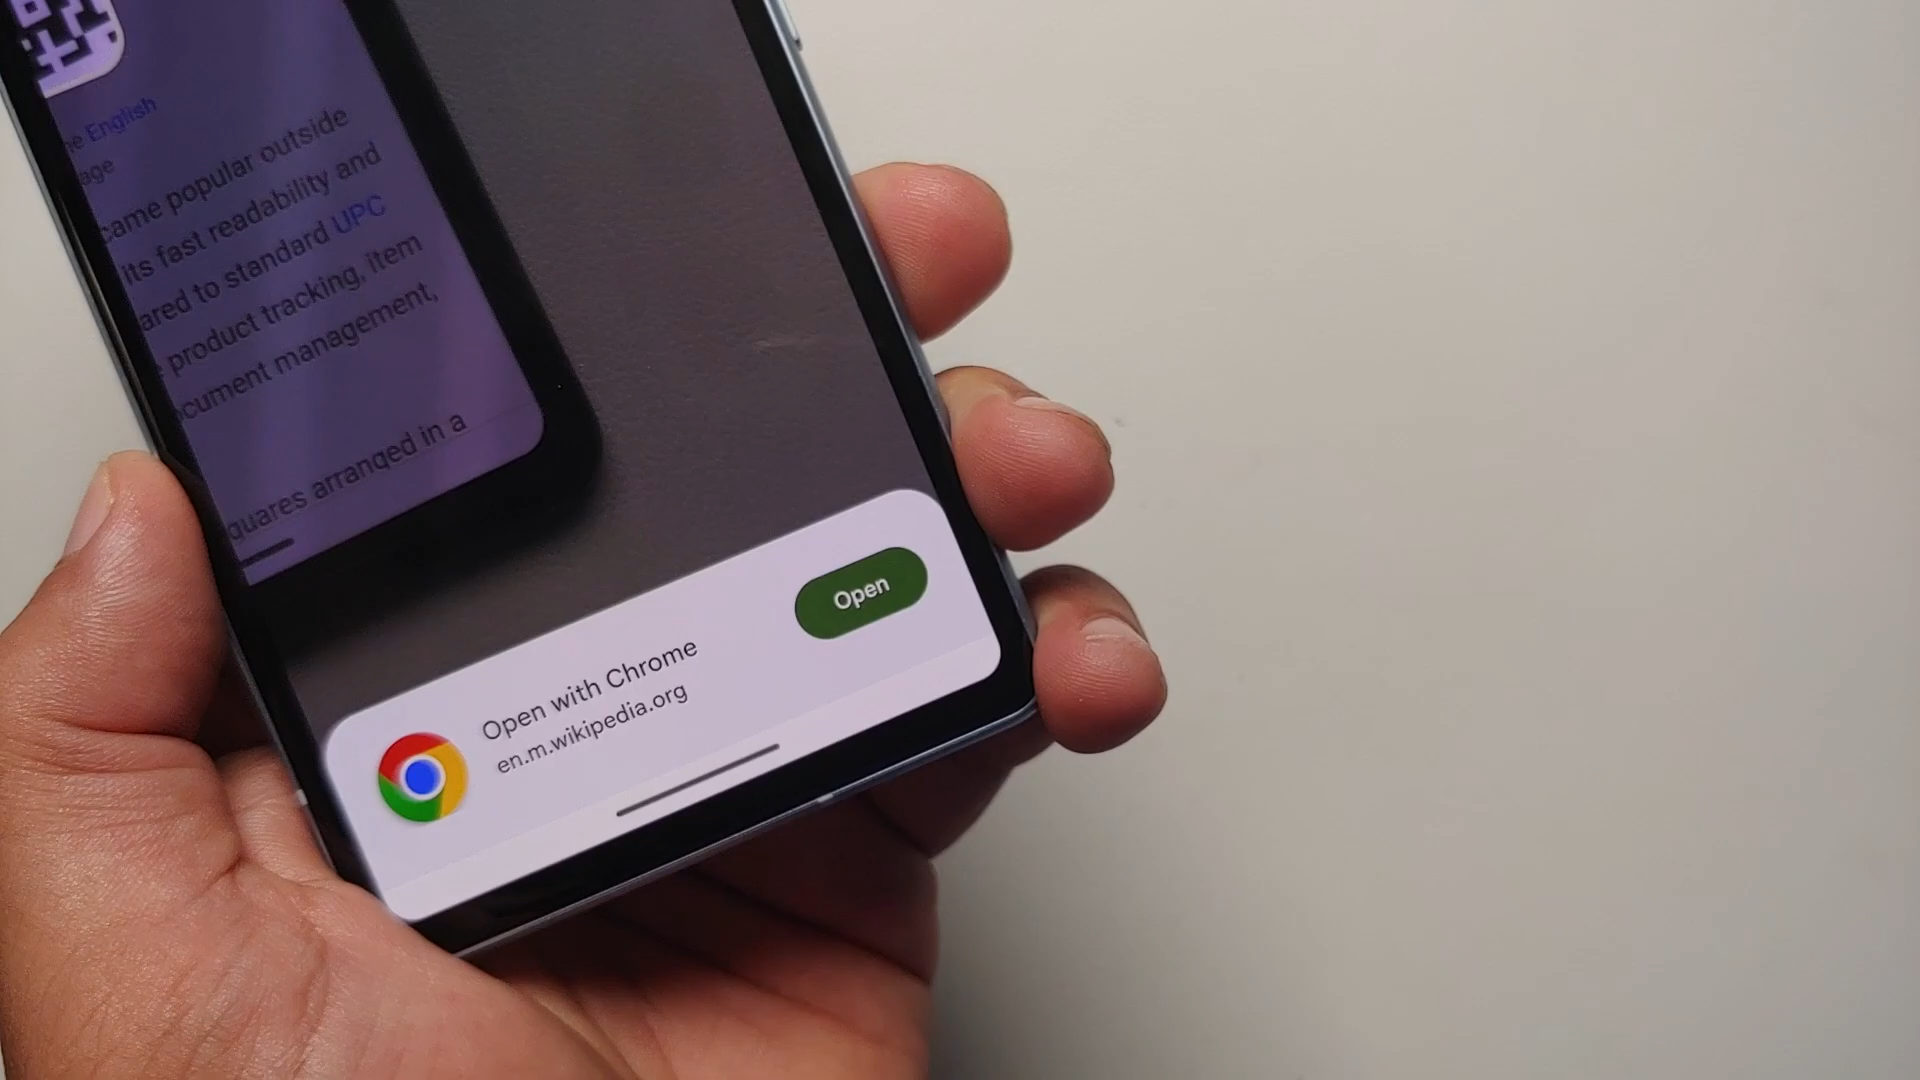 English
came popular outside
its fast readability and
ared to standard UPC
product tracking, item
ocument management,
quares arranged in a
Open with Chrome
en.m.wikipedia.org
Open